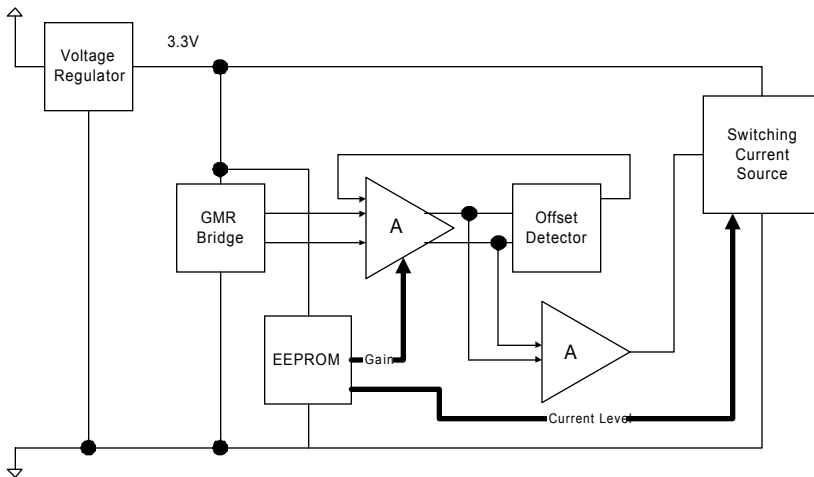 Voltage
Regulator
3.3V
Switching
Current
Source
GMR
Bridge
A
Offset
Detector
EEPROM
Gain
A
Current Level